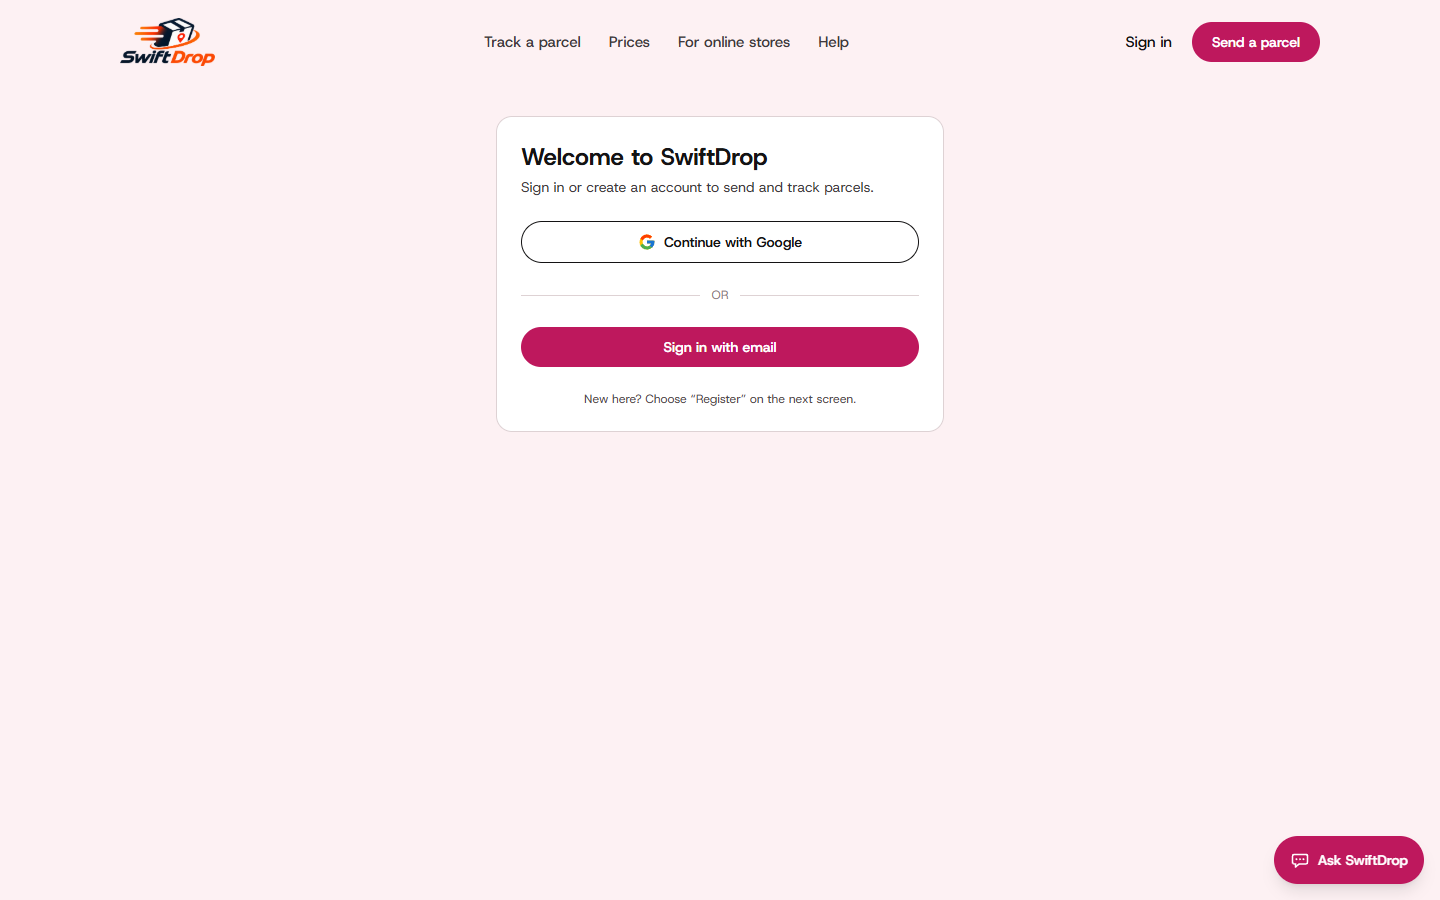 SwiftDrop
Track a parcel
Prices
For online stores
Help
Sign in
Send a parcel
Welcome to SwiftDrop
Sign in or create an account to send and track parcels.
Continue with Google
OR
Sign in with email
New here? Choose “Register” on the next screen.
Ask SwiftDrop